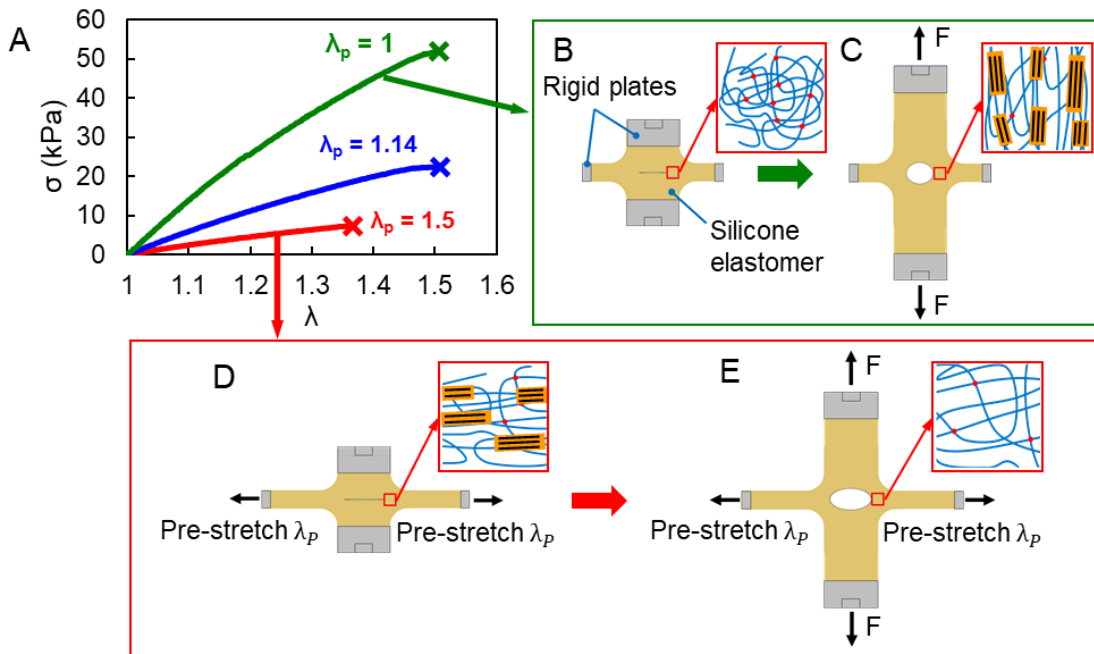 A
60
50
40
30
20
10
0
σ (kPa)
1
1.1
1.2
1.3
1.4
1.5
1.6
λ
λp = 1
λp = 1.14
λp = 1.5
B
Rigid plates
Silicone
elastomer
C
F
F
D
Pre-stretch λP
Pre-stretch λP
E
F
Pre-stretch λP
Pre-stretch λP
F